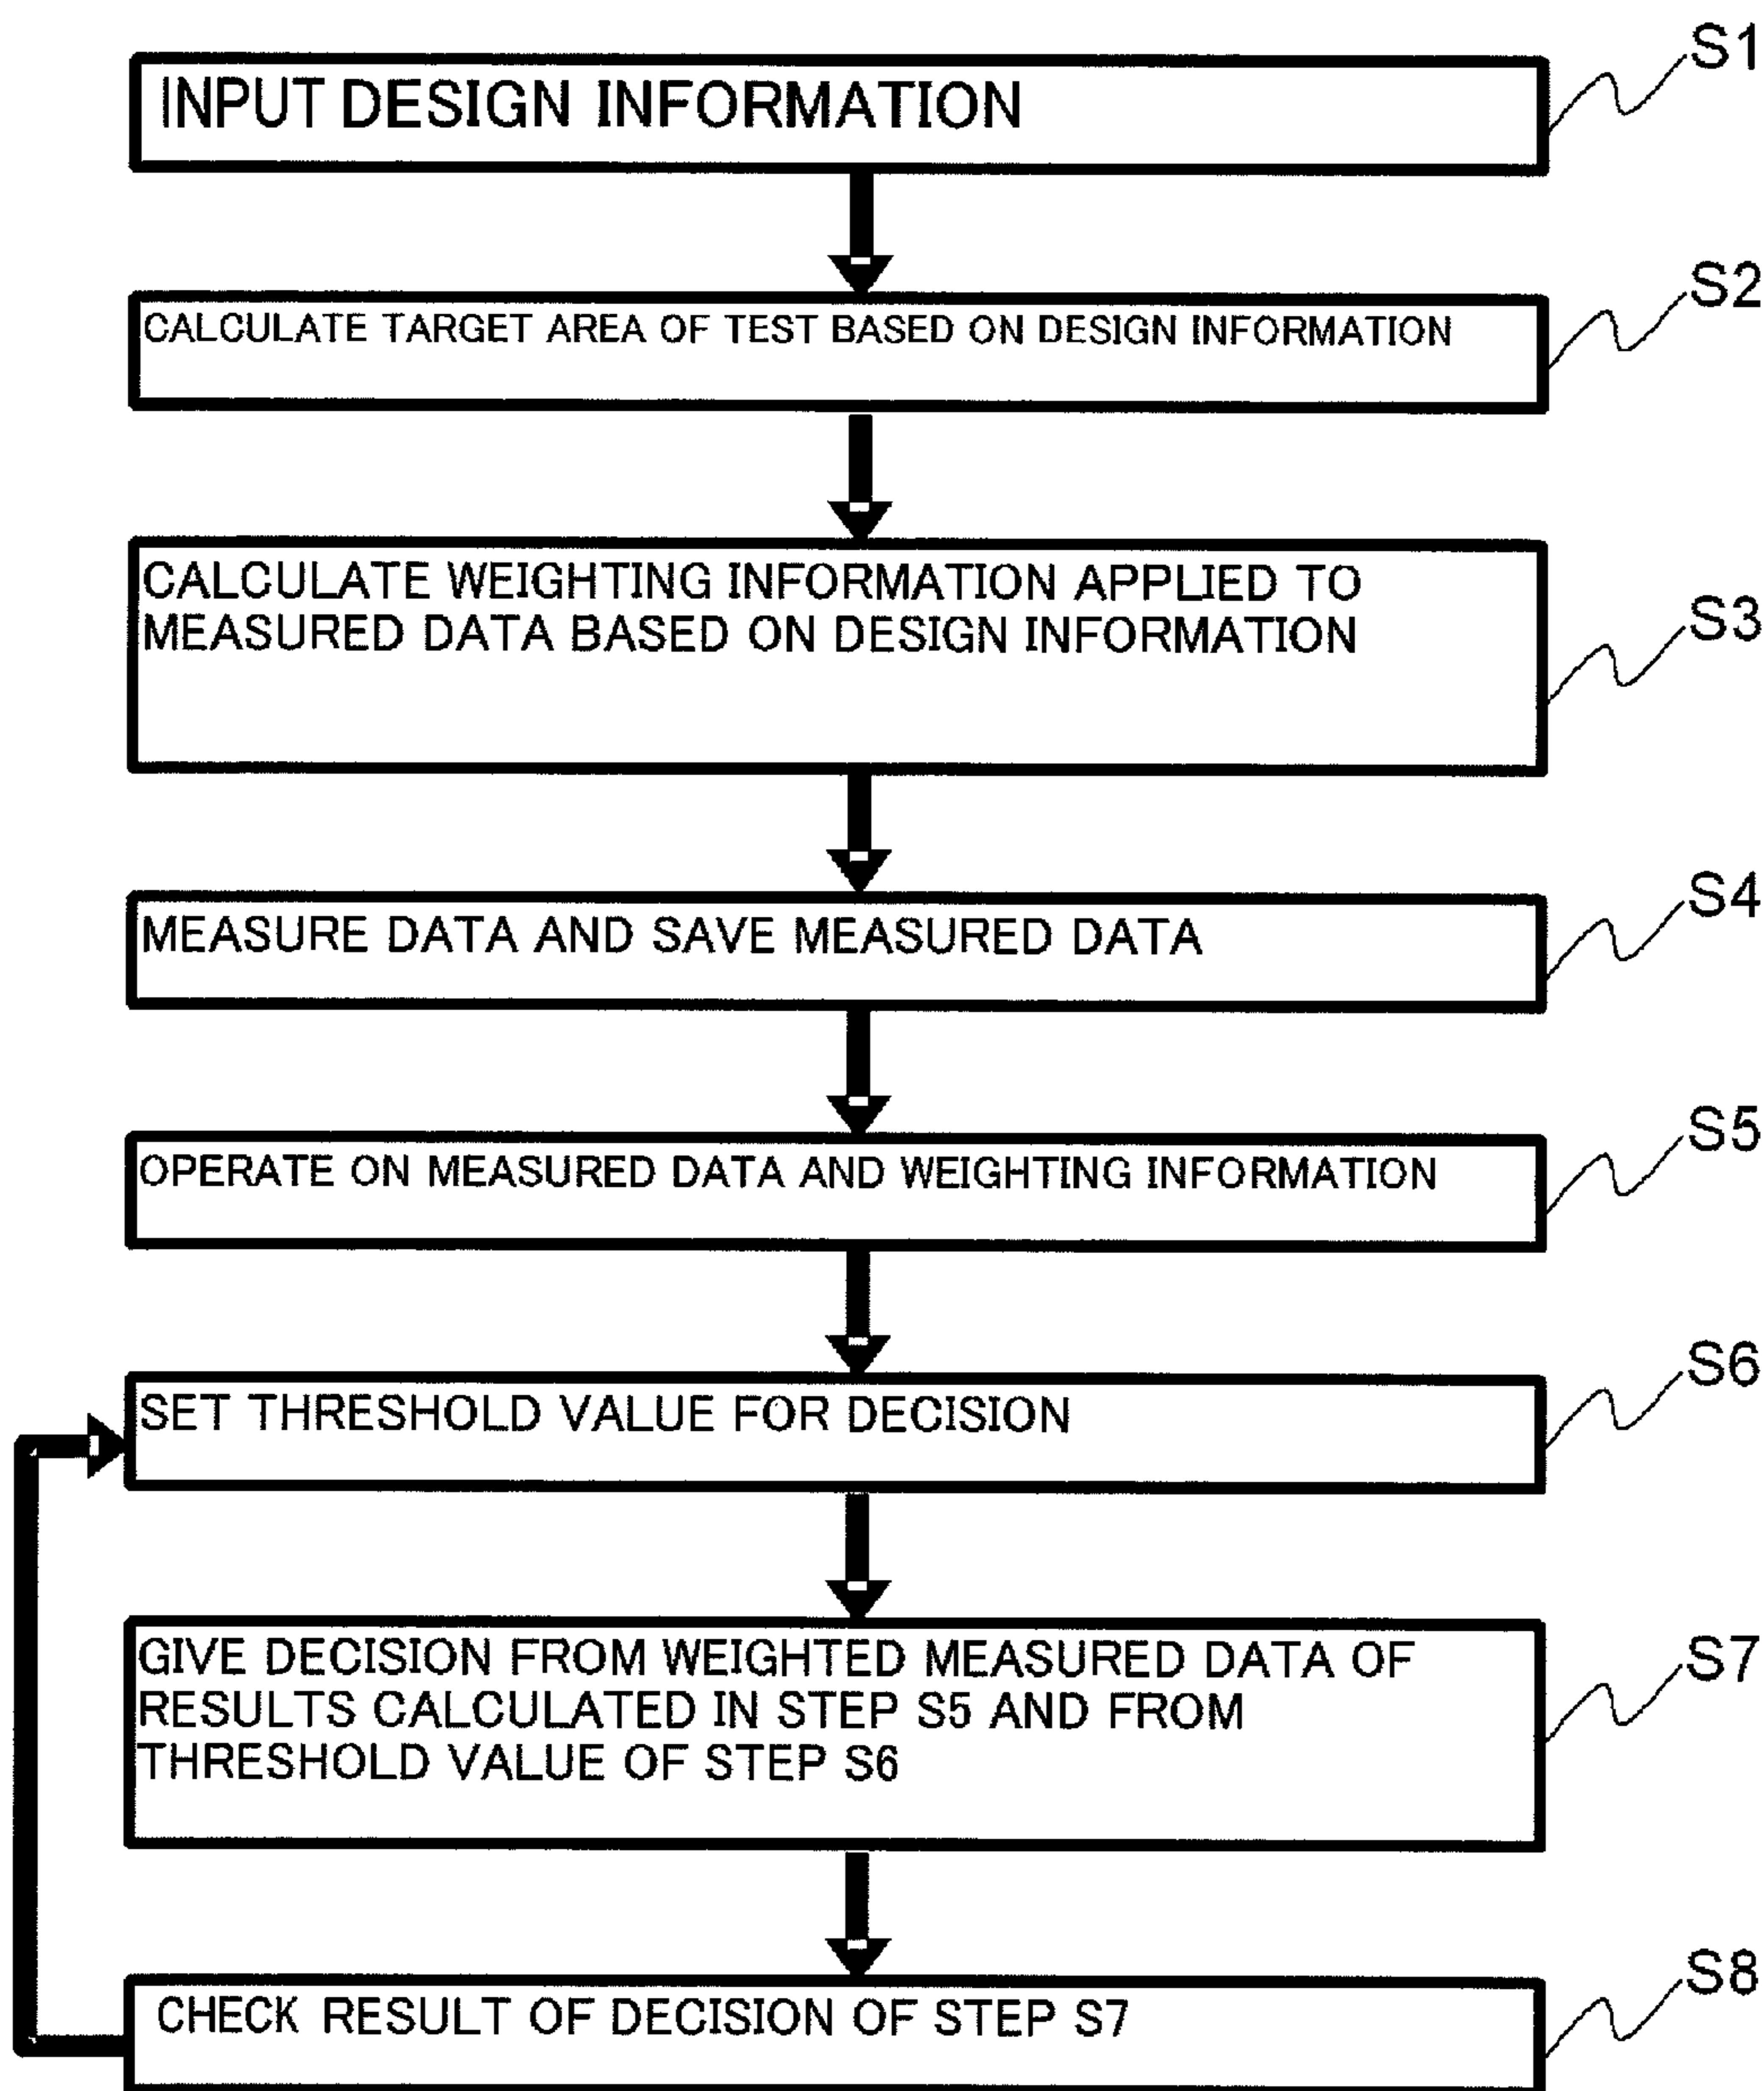 S1
INPUT DESIGN INFORMATION
S2
CALCULATE TARGET AREA OF TEST BASED ON DESIGN INFORMATION
CALCULATE WEIGHTING INFORMATION APPLIED TO
MEASURED DATA BASED ON DESIGN INFORMATION
S3
S4
MEASURE DATA AND SAVE MEASURED DATA
S5
OPERATE ON MEASURED DATA AND WEIGHTING INFORMATION
S6
SET THRESHOLD VALUE FOR DECISION
GIVE DECISION FROM WEIGHTED MEASURED DATA OF
RESULTS CALCULATED IN STEP S5 AND FROM
THRESHOLD VALUE OF STEP S6
S7
S8
CHECK RESULT OF DECISION OF STEP S7